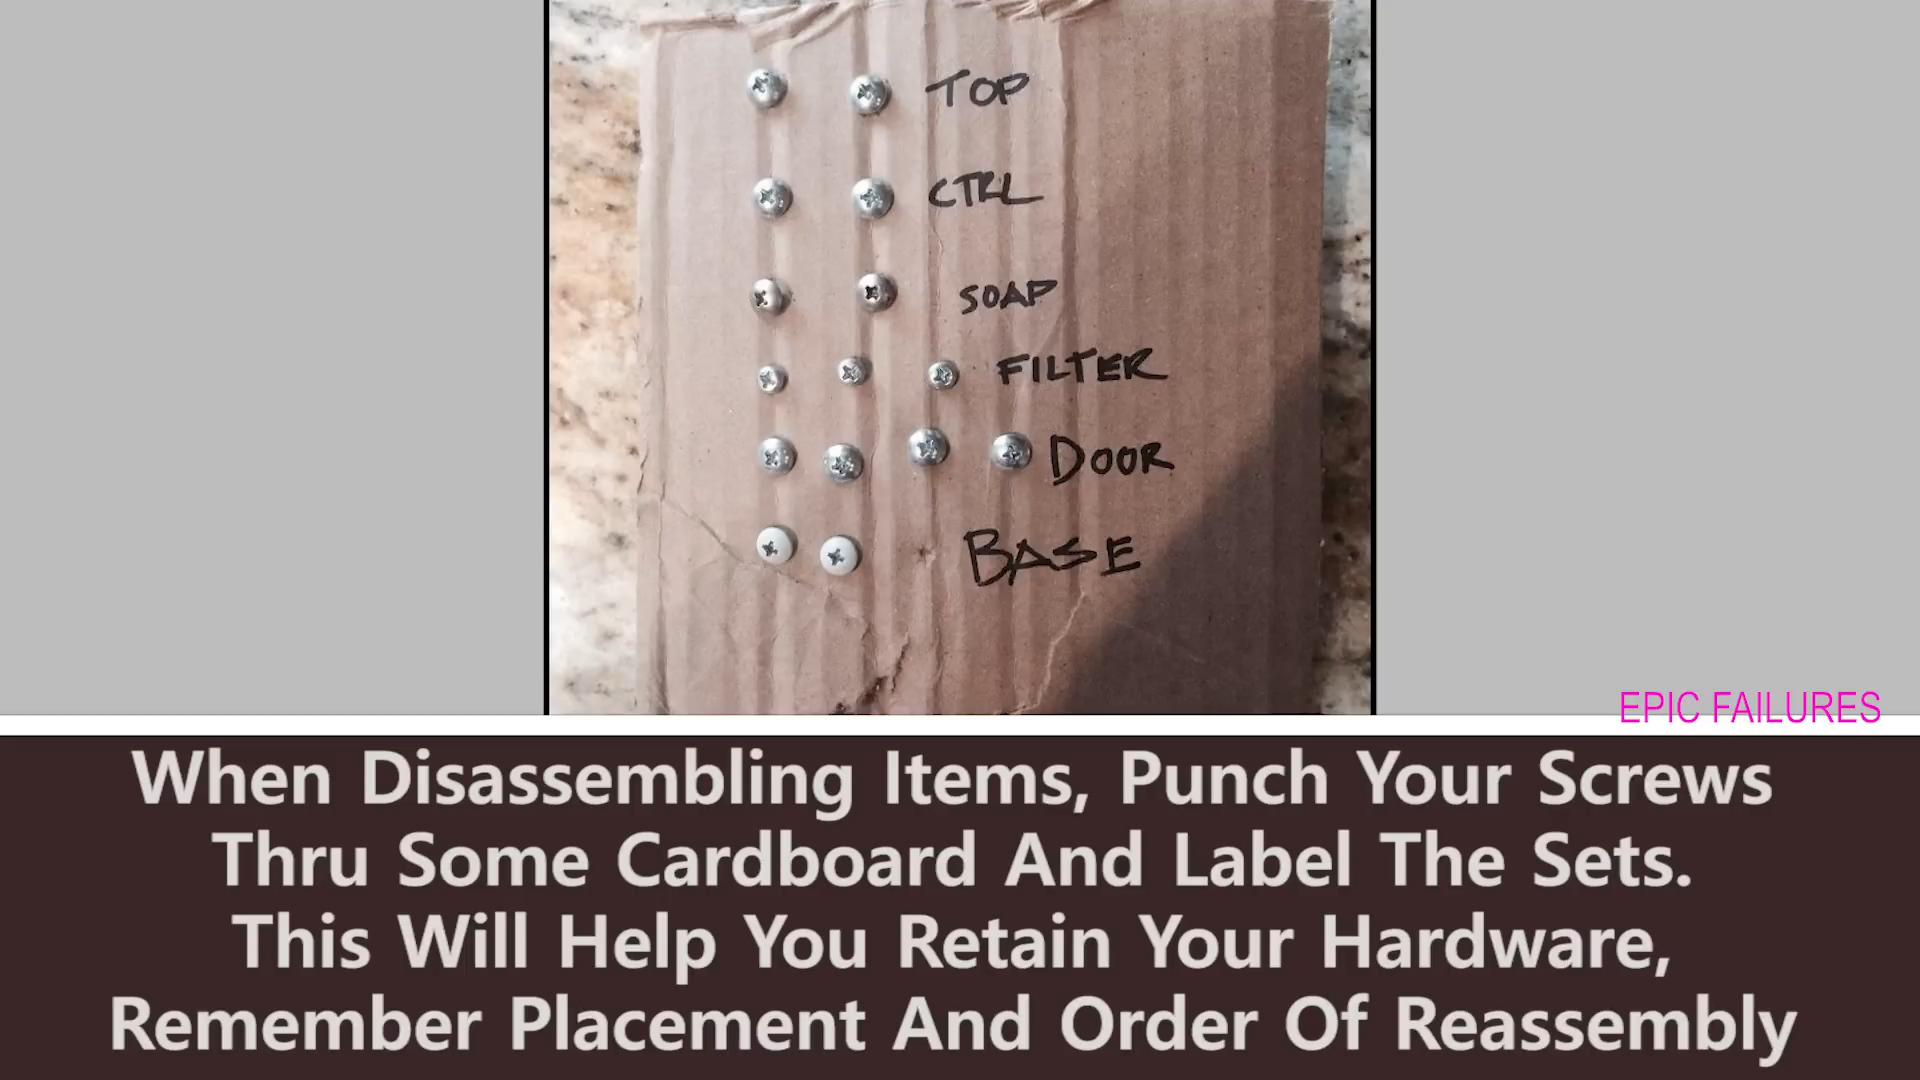 TOP
CTRL
SOAP
FILTER
DOOR
BASE
EPIC FAILURES
When Disassembling Items, Punch Your Screws
Thru Some Cardboard And Label The Sets.
This Will Help You Retain Your Hardware,
Remember Placement And Order Of Reassembly